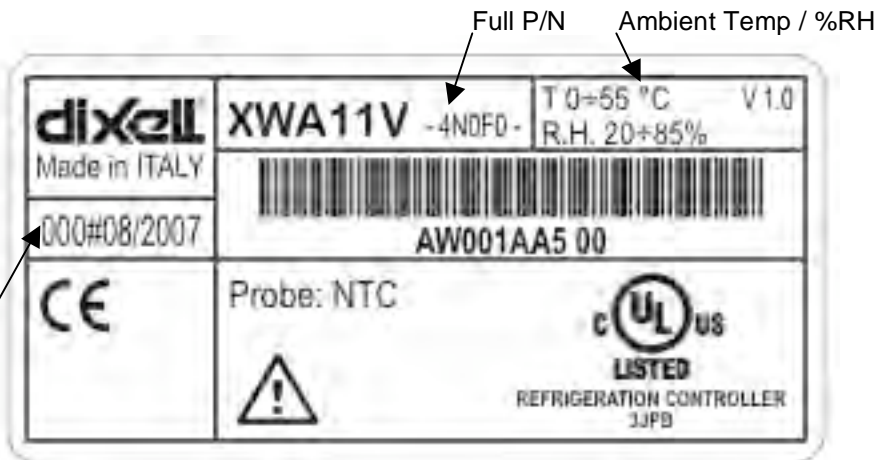 Full P/N
Ambient Temp / %RH
dixell
Made in ITALY
000#08/2007
XWA11V -4N0F0-
T 0÷55 °C V 1.0
R.H. 20÷85%
AW001AA5 00
CE
Probe: NTC
C UL US
LISTED
REFRIGERATION CONTROLLER
3JPB